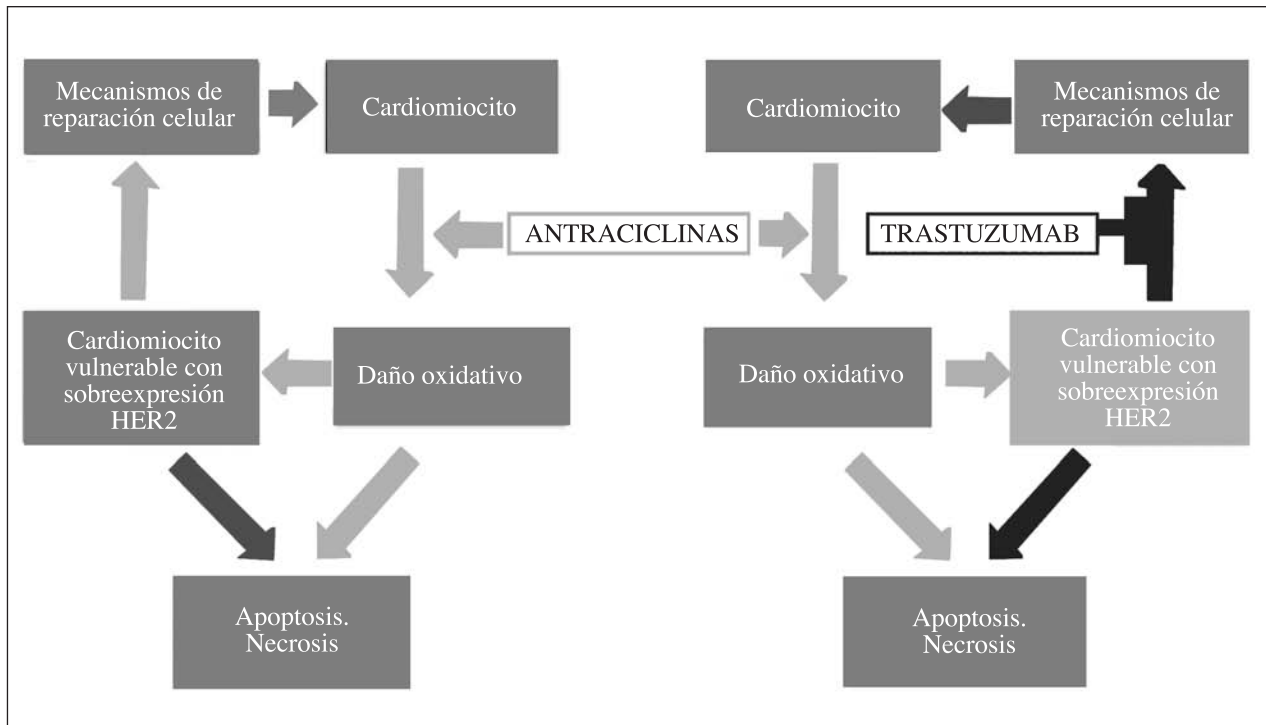 Mecanismos de
reparación celular
Cardiomiocito
Cardiomiocito
Mecanismos de
reparación celular
ANTRACICLINAS
TRASTUZUMAB
Cardiomiocito
vulnerable con
sobreexpresión
HER2
Daño oxidativo
Daño oxidativo
Cardiomiocito
vulnerable con
sobreexpresión
HER2
Apoptosis.
Necrosis
Apoptosis.
Necrosis